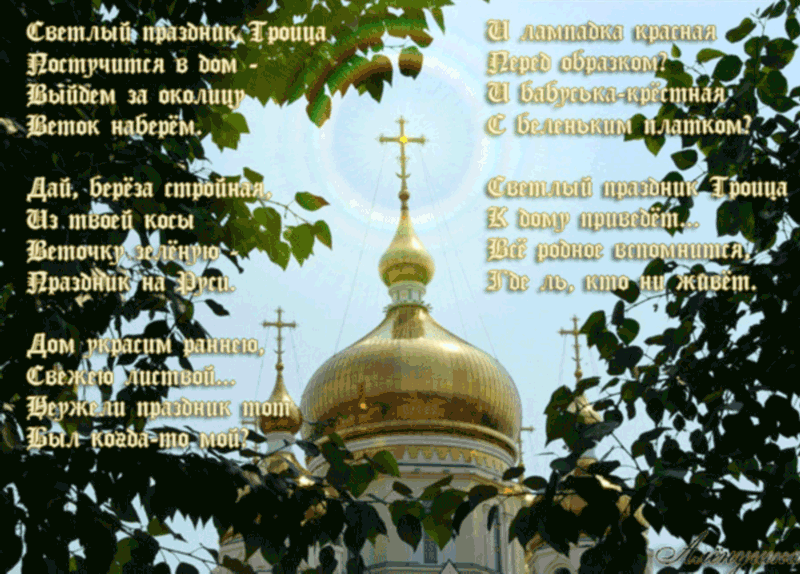 Светлый праздник Троица
Постучится в дом -
Выйдем за околицу
Веток наберём.
Дай, берёза стройная,
Из твоей косы
Веточку зелёную -
Праздник на Руси.
Дом украсим раннею,
Свежею листвой...
Неужели праздник тот
Был когда-то мой?
И лампадка красная
Перед образком?
И бабуська-крёстная
С беленьким платком?
Светлый праздник Троица
К дому приведёт...
Всё родное вспомнится,
Где ль, кто ни живёт.